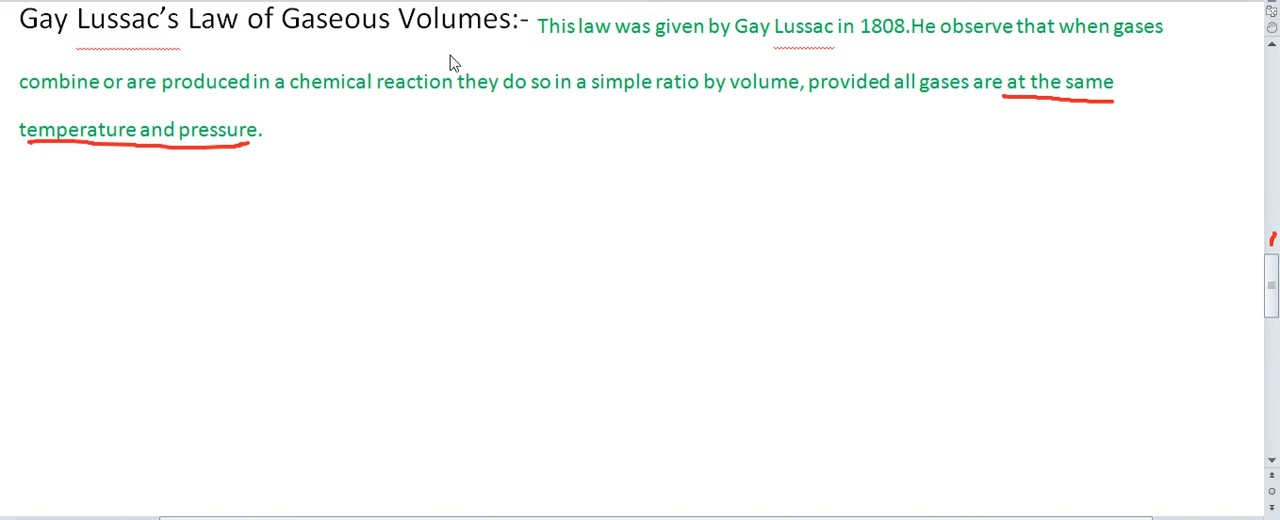 Gay Lussac’s Law of Gaseous Volumes:- This law was given by Gay Lussac in 1808.He observe that when gases
combine or are produced in a chemical reaction they do so in a simple ratio by volume, provided all gases are at the same
temperature and pressure.